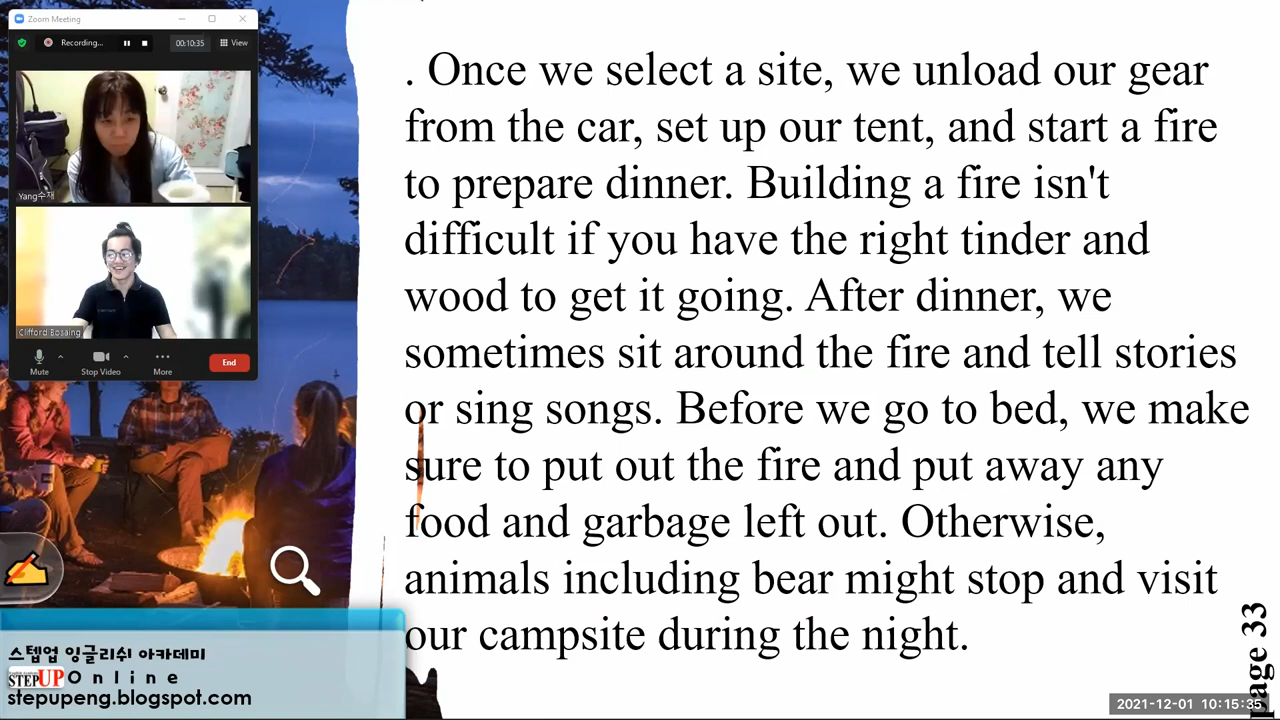 Zoom Meeting
Recording...
00:10:35
View
Yang수재
Clifford Bosaing
Mute
Stop Video
More
End
. Once we select a site, we unload our gear
from the car, set up our tent, and start a fire
to prepare dinner. Building a fire isn't
difficult if you have the right tinder and
wood to get it going. After dinner, we
sometimes sit around the fire and tell stories
or sing songs. Before we go to bed, we make
sure to put out the fire and put away any
food and garbage left out. Otherwise,
animals including bear might stop and visit
our campsite during the night.
page 33
스텝업 잉글리쉬 아카데미
STEPUP Online
stepupeng.blogspot.com
2021-12-01 10:15:35